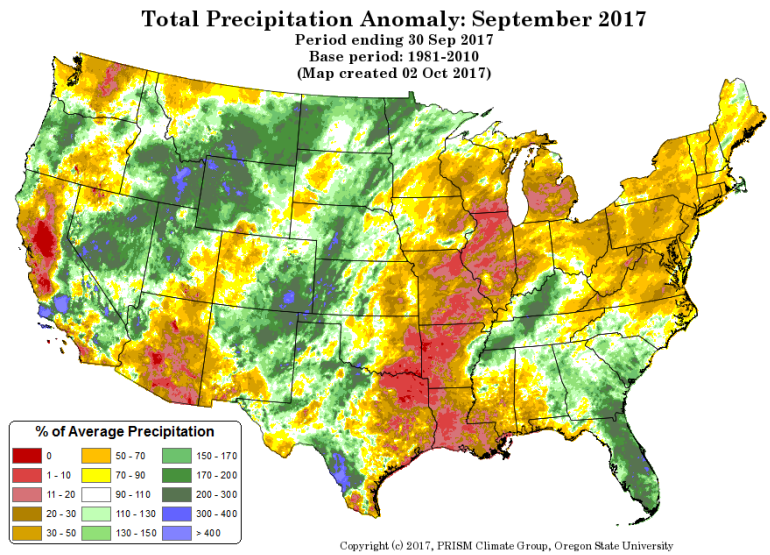 Total Precipitation Anomaly: September 2017
Period ending 30 Sep 2017
Base period: 1981-2010
(Map created 02 Oct 2017)
% of Average Precipitation
0
1 - 10
11 - 20
20 - 30
30 - 50
50 - 70
70 - 90
90 - 110
110 - 130
130 - 150
150 - 170
170 - 200
200 - 300
300 - 400
> 400
Copyright (c) 2017, PRISM Climate Group, Oregon State University